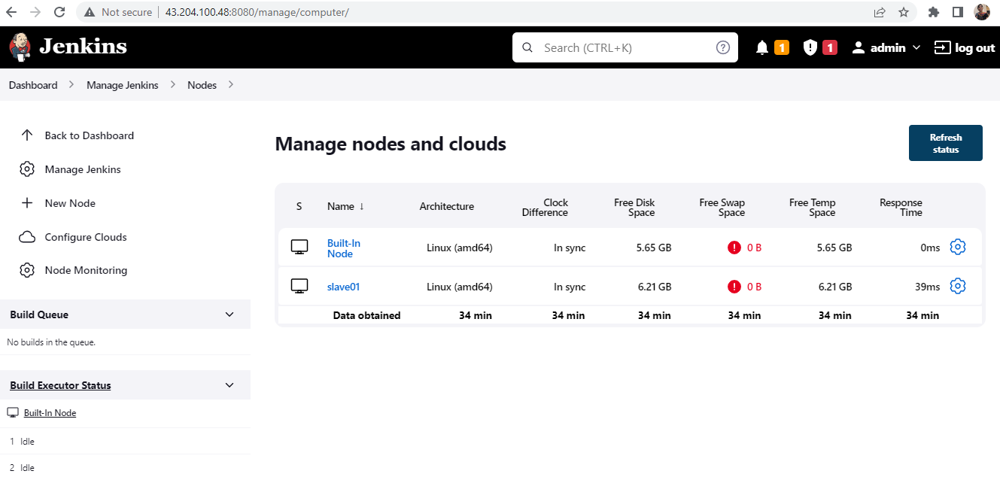 Not secure | 43.204.100.48:8080/manage/computer/
Jenkins
Search (CTRL+K)
?
1
1
admin
log out
Dashboard
Manage Jenkins
Nodes
Back to Dashboard
Manage Jenkins
New Node
Configure Clouds
Node Monitoring
Build Queue
No builds in the queue.
Build Executor Status
Built-In Node
1 Idle
2 Idle
Manage nodes and clouds
Refresh
status
S Name ↓ Architecture Clock Difference Free Disk Space Free Swap Space Free Temp Space Response Time
Built-In Node Linux (amd64) In sync 5.65 GB ! 0 B 5.65 GB 0ms
slave01 Linux (amd64) In sync 6.21 GB ! 0 B 6.21 GB 39ms
Data obtained 34 min 34 min 34 min 34 min 34 min 34 min